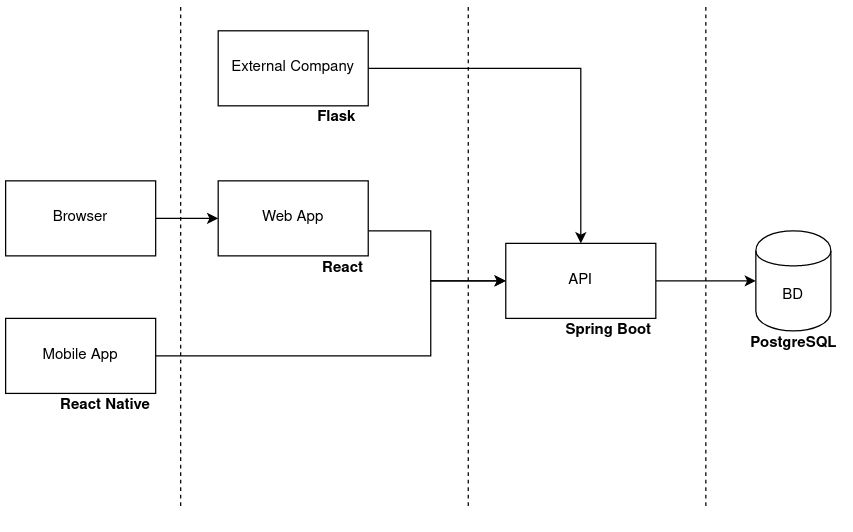 External Company
Flask
Browser
Web App
React
API
Spring Boot
BD
PostgreSQL
Mobile App
React Native